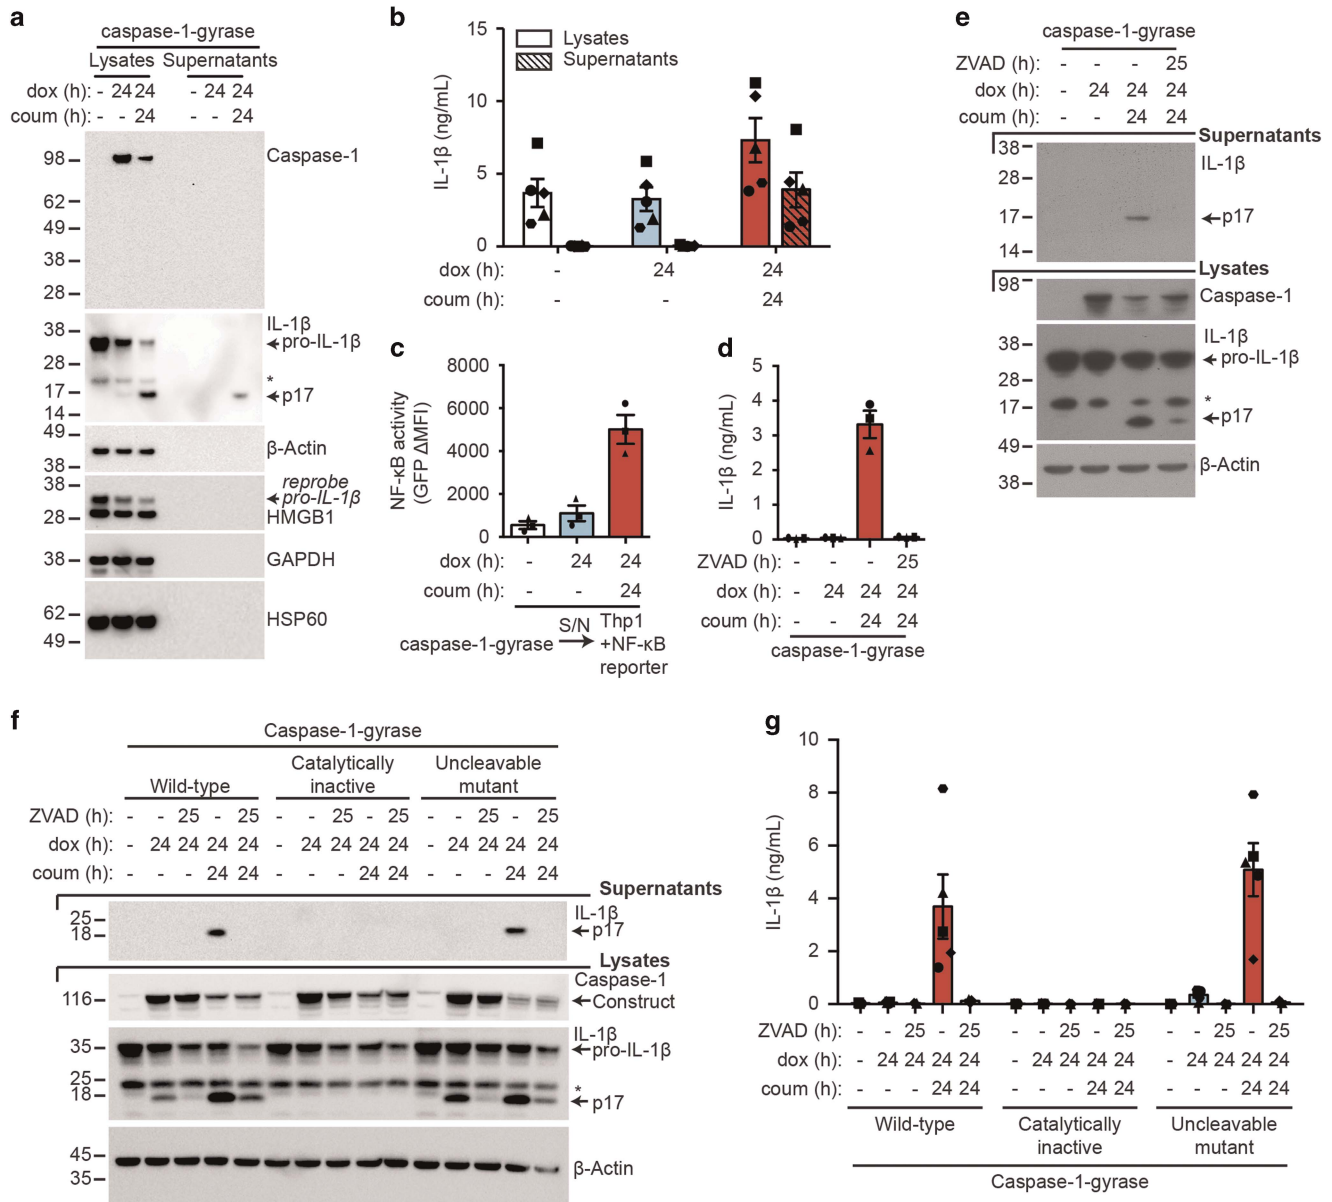 a
caspase-1-gyrase
Lysates Supernatants
dox (h): - 24 24 - 24 24
coum (h): - - 24 - - 24
98
62
49
38
28
Caspase-1
38
28
17
14
IL-1β
pro-IL-1β
*
p17
49
38
β-Actin
38
28
reprobe
pro-IL-1β
HMGB1
38
GAPDH
62
49
HSP60
b
IL-1β (ng/mL)
15
10
5
0
Lysates
Supernatants
dox (h): - 24 24
coum (h): - - 24
c
NF-κB activity
(GFP ΔMFI)
8000
6000
4000
2000
0
dox (h): - 24 24
coum (h): - - 24
caspase-1-gyrase
S/N
Thp1
+NF-κB
reporter
d
IL-1β (ng/mL)
5
4
3
2
1
0
ZVAD (h): - - - 25
dox (h): - 24 24 24
coum (h): - - 24 24
caspase-1-gyrase
e
caspase-1-gyrase
ZVAD (h): - - - 25
dox (h): - 24 24 24
coum (h): - - 24 24
Supernatants
38
28
17
14
IL-1β
p17
Lysates
98
Caspase-1
38
28
17
IL-1β
pro-IL-1β
*
p17
49
38
β-Actin
f
Caspase-1-gyrase
Wild-type
Catalytically
inactive
Uncleavable
mutant
ZVAD (h): - - 25 - 25 - - 25 - 25 - - 25 - 25
dox (h): - 24 24 24 24 - 24 24 24 24 - 24 24 24 24
coum (h): - - - 24 24 - - - 24 24 - - - 24 24
Supernatants
25
18
IL-1β
p17
Lysates
116
Caspase-1
Construct
35
25
18
IL-1β
pro-IL-1β
*
p17
45
35
β-Actin
g
IL-1β (ng/mL)
10
8
6
4
2
0
ZVAD (h): - - 25 - 25 - - 25 - 25 - - 25 - 25
dox (h): - 24 24 24 24 - 24 24 24 24 - 24 24 24 24
coum (h): - - - 24 24 - - - 24 24 - - - 24 24
Wild-type
Catalytically
inactive
Uncleavable
mutant
Caspase-1-gyrase